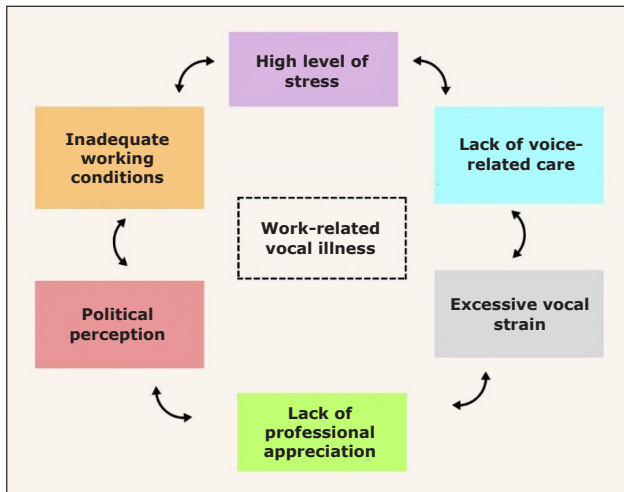 High level of
stress
Inadequate
working
conditions
Lack of voice-
related care
Work-related
vocal illness
Political
perception
Excessive vocal
strain
Lack of
professional
appreciation